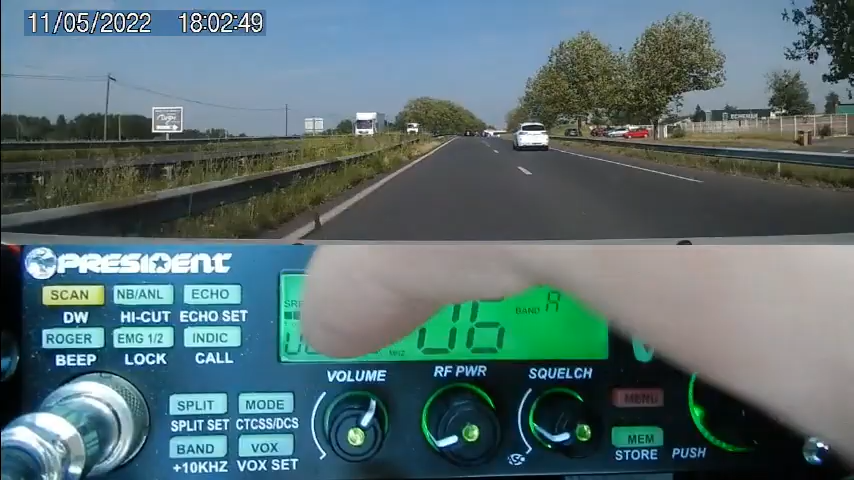 11/05/2022 18:02:49
PRESIDENT
SCAN NB/ANL ECHO
DW HI-CUT ECHO SET
ROGER EMG 1/2 INDIC
BEEP LOCK CALL
BAND A
MHZ
VOLUME RF PWR SQUELCH
SPLIT MODE
SPLIT SET CTCSS/DCS
BAND VOX
+10KHZ VOX SET
MENU
MEM
STORE PUSH